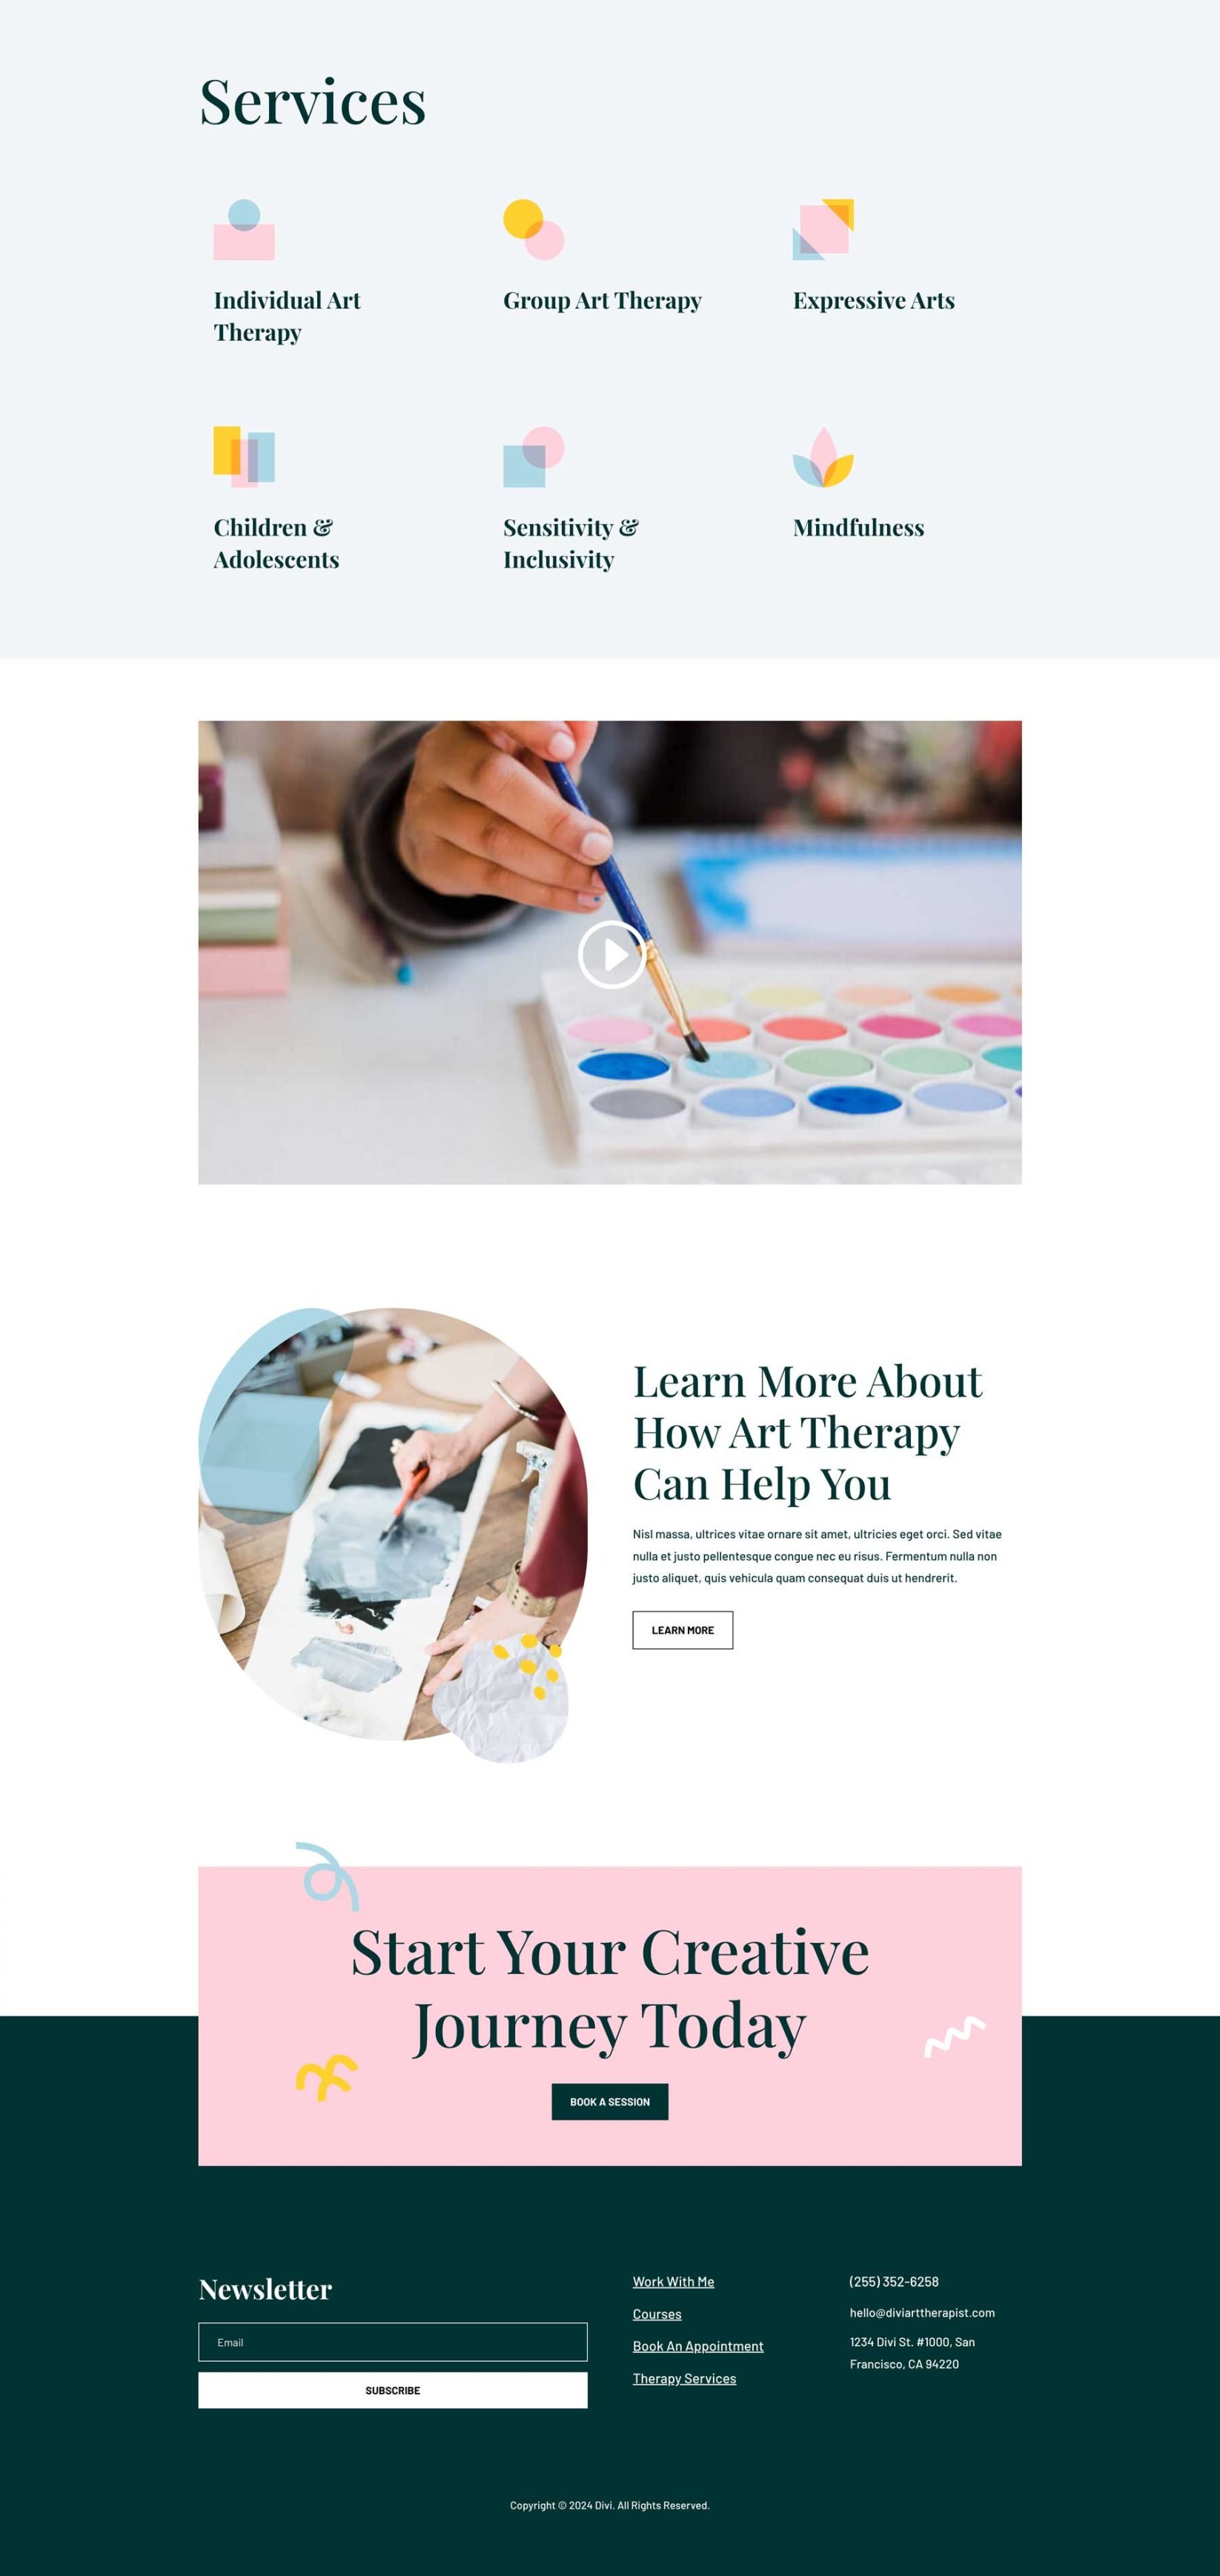 Services
Individual Art
Therapy
Group Art Therapy
Expressive Arts
Children &
Adolescents
Sensitivity &
Inclusivity
Mindfulness
Learn More About
How Art Therapy
Can Help You
Nisl massa, ultrices vitae ornare sit amet, ultricies eget orci. Sed vitae
nulla et justo pellentesque congue nec eu risus. Fermentum nulla non
justo aliquet, quis vehicula quam consequat duis ut hendrerit.
LEARN MORE
Start Your Creative
Journey Today
BOOK A SESSION
Newsletter
Email
SUBSCRIBE
Work With Me
Courses
Book An Appointment
Therapy Services
(255) 352-6258
hello@diviarttherapist.com
1234 Divi St. #1000, San
Francisco, CA 94220
Copyright © 2024 Divi. All Rights Reserved.